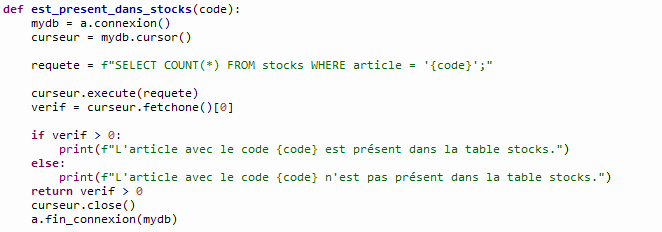 def est_present_dans_stocks(code):
    mydb = a.connexion()
    curseur = mydb.cursor()
    requete = f"SELECT COUNT(*) FROM stocks WHERE article = '{code}';"
    curseur.execute(requete)
    verif = curseur.fetchone()[0]
    if verif > 0:
        print(f"L'article avec le code {code} est présent dans la table stocks.")
    else:
        print(f"L'article avec le code {code} n'est pas présent dans la table stocks.")
    return verif > 0
    curseur.close()
    a.fin_connexion(mydb)